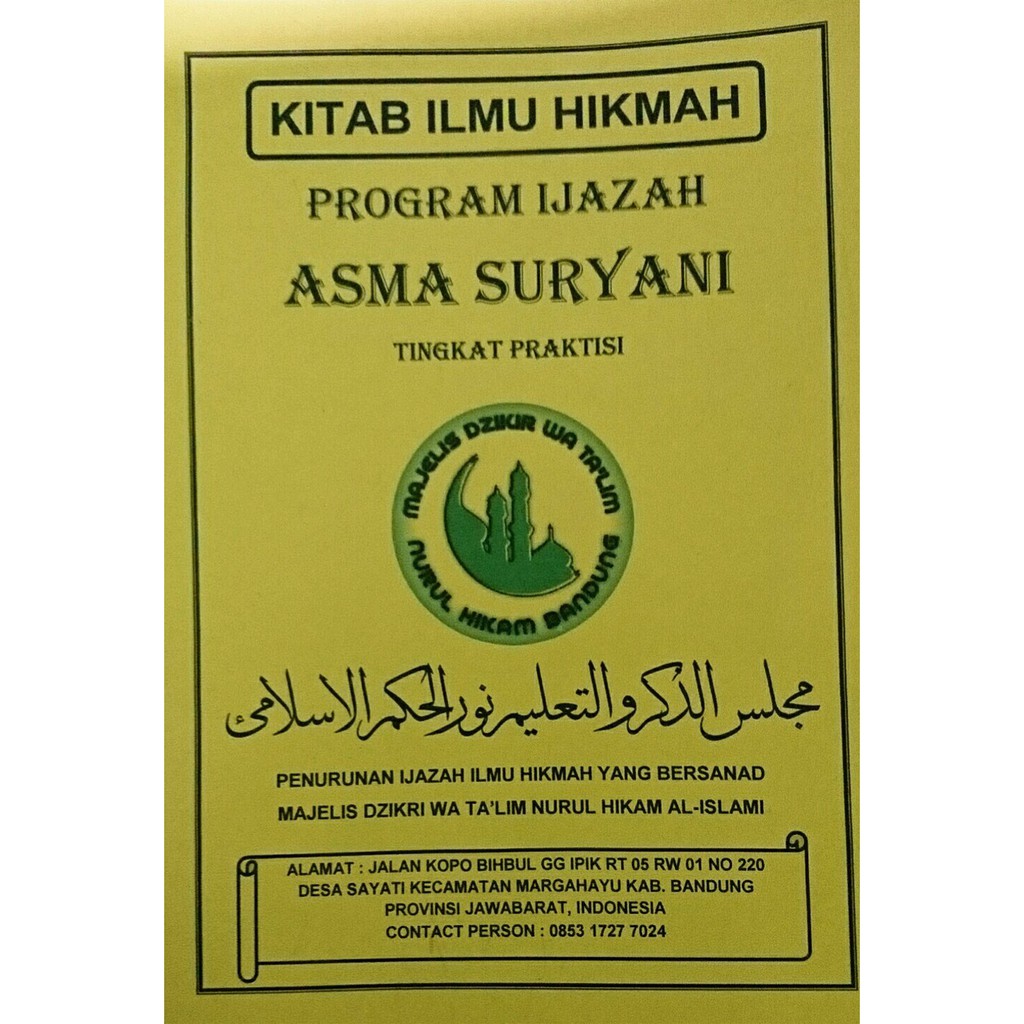 KITAB ILMU HIKMAH
PROGRAM IJAZAH
ASMA SURYANI
TINGKAT PRAKTISI
MAJELIS DZIKIR WA TA'LIM
NURUL HIKAM BANDUNG
مجلس الذكر والتعليم نور الحكم الاسلامي
PENURUNAN IJAZAH ILMU HIKMAH YANG BERSANAD
MAJELIS DZIKRI WA TA'LIM NURUL HIKAM AL-ISLAMI
ALAMAT : JALAN KOPO BIHBUL GG IPIK RT 05 RW 01 NO 220
DESA SAYATI KECAMATAN MARGAHAYU KAB. BANDUNG
PROVINSI JAWABARAT, INDONESIA
CONTACT PERSON : 0853 1727 7024